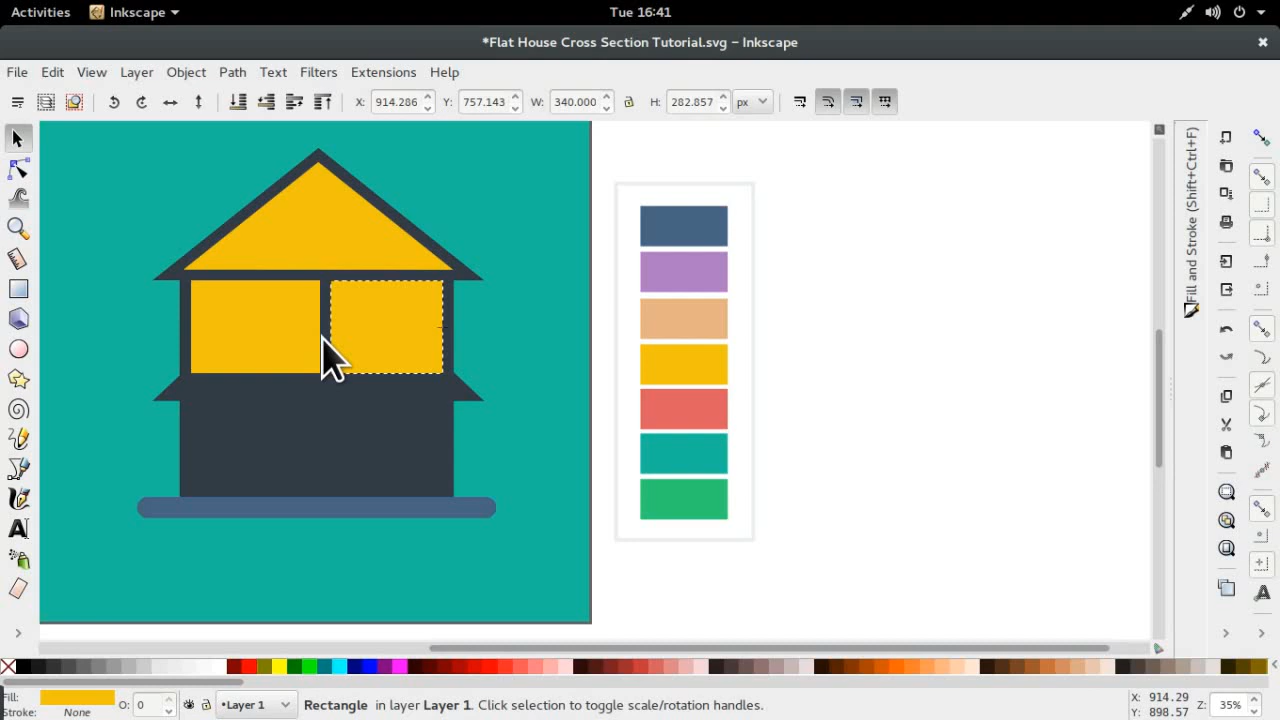 Activities Inkscape Tue 16:41
*Flat House Cross Section Tutorial.svg – Inkscape
File Edit View Layer Object Path Text Filters Extensions Help
X: 914.286 Y: 757.143 W: 340.000 H: 282.857 px
Fill and Stroke (Shift+Ctrl+F)
Fill: O: 0 •Layer 1 Rectangle in layer Layer 1. Click selection to toggle scale/rotation handles. X: 914.29 Z: 35%
Stroke: None Y: 898.57